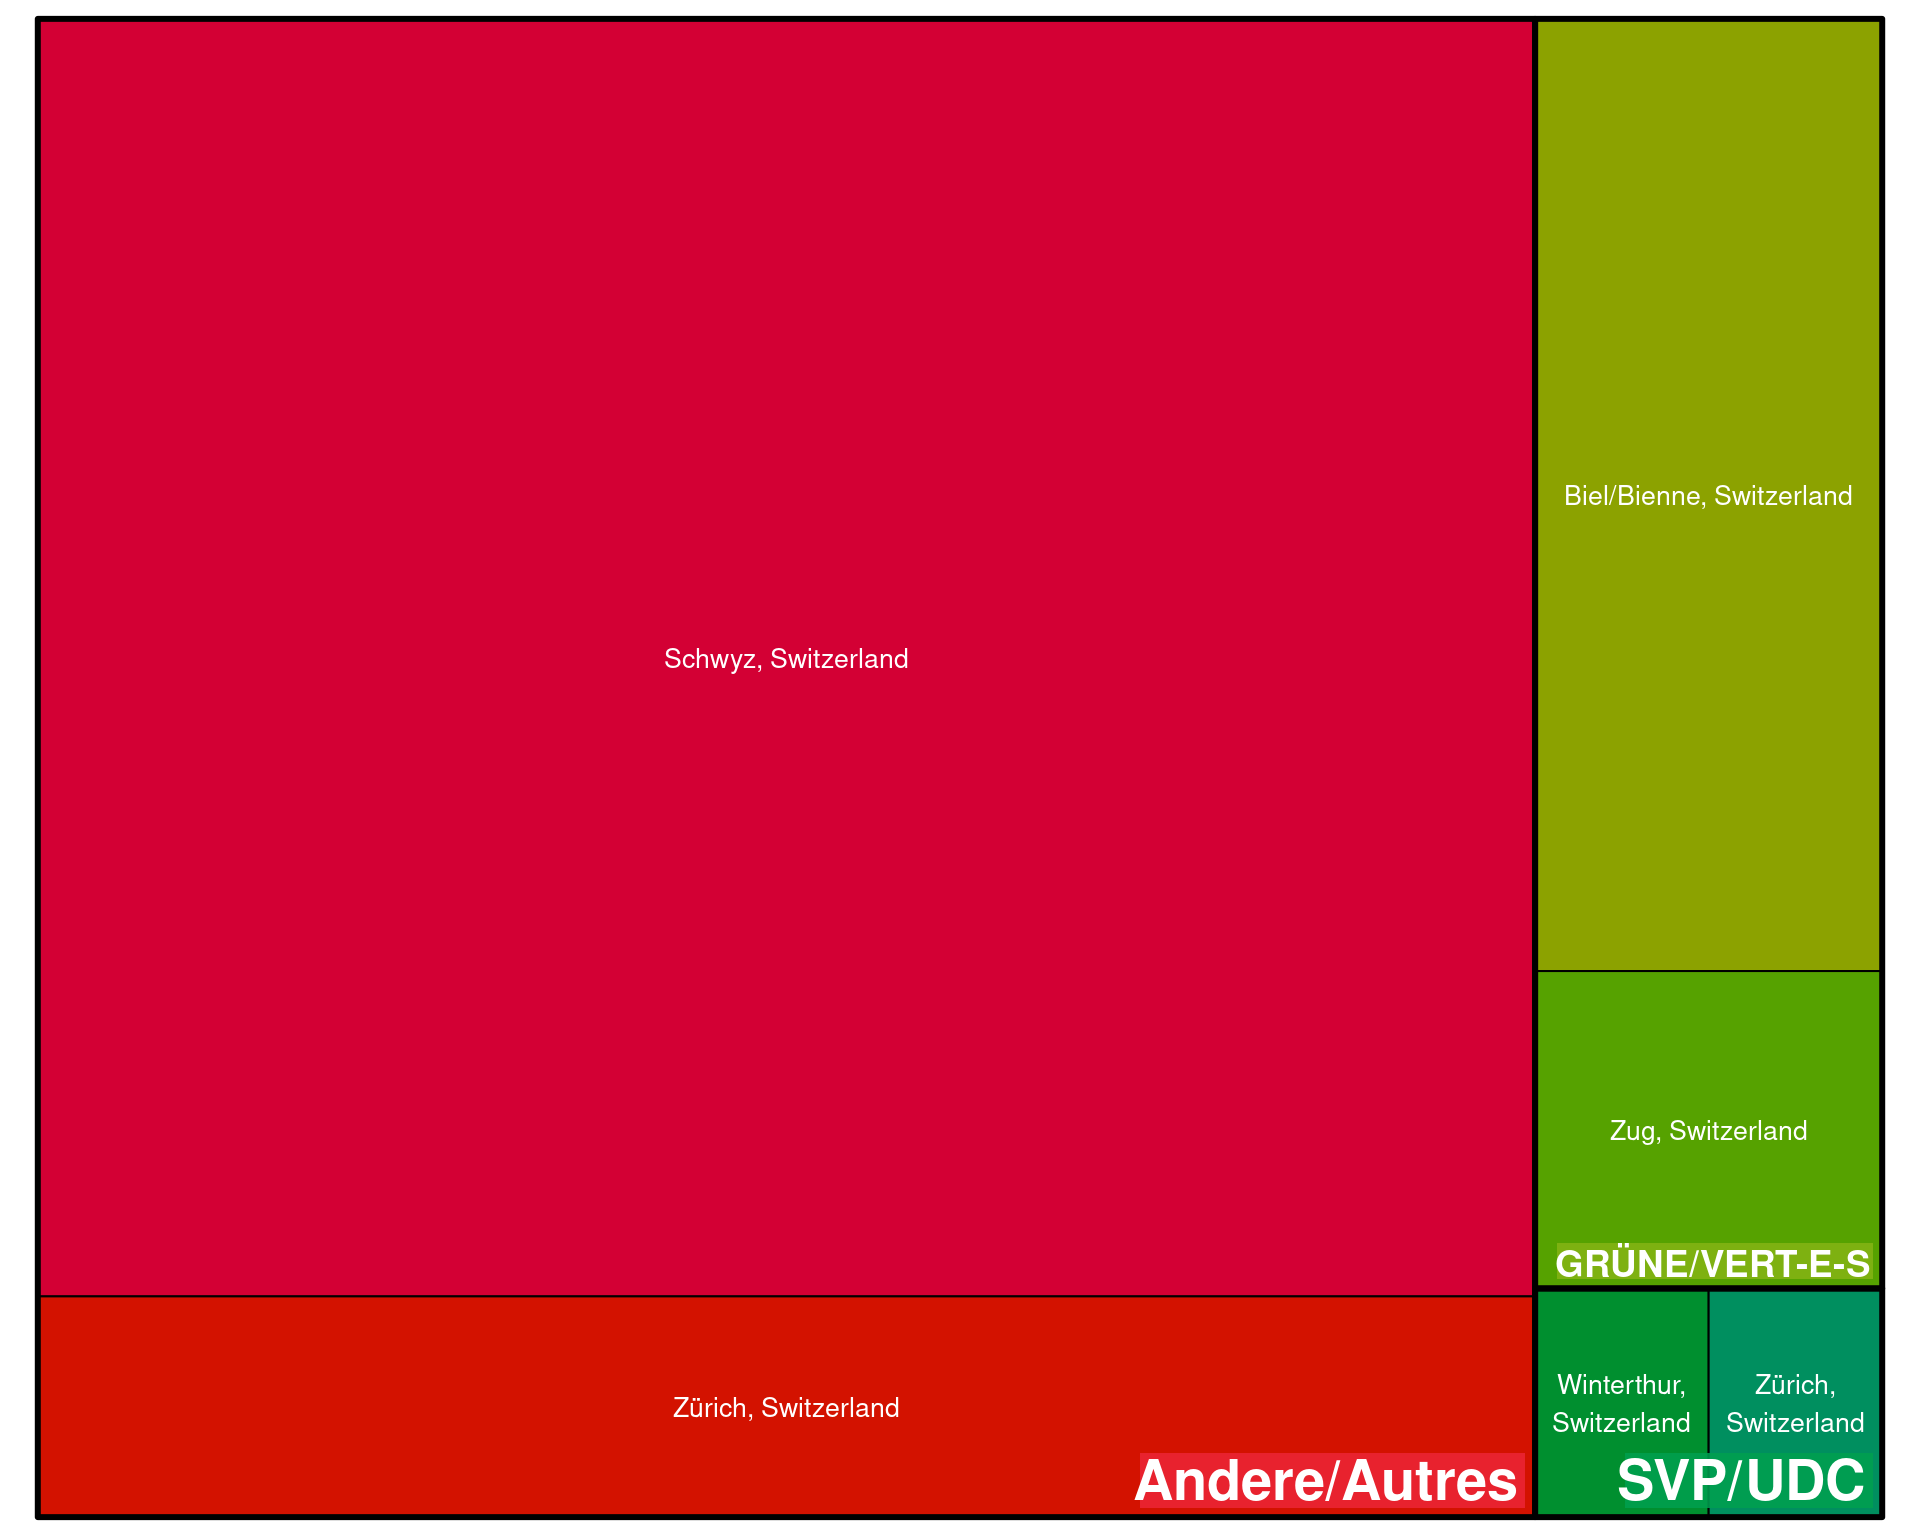 Schwyz, Switzerland
Zürich, Switzerland
Andere/Autres
Biel/Bienne, Switzerland
Zug, Switzerland
GRÜNE/VERT-E-S
Winterthur,
Switzerland
Zürich,
Switzerland
SVP/UDC